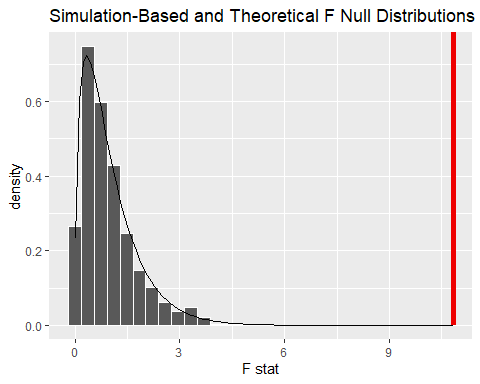 Simulation-Based and Theoretical F Null Distributions
0.6
0.4
0.2
0.0
density
0 3 6 9
F stat